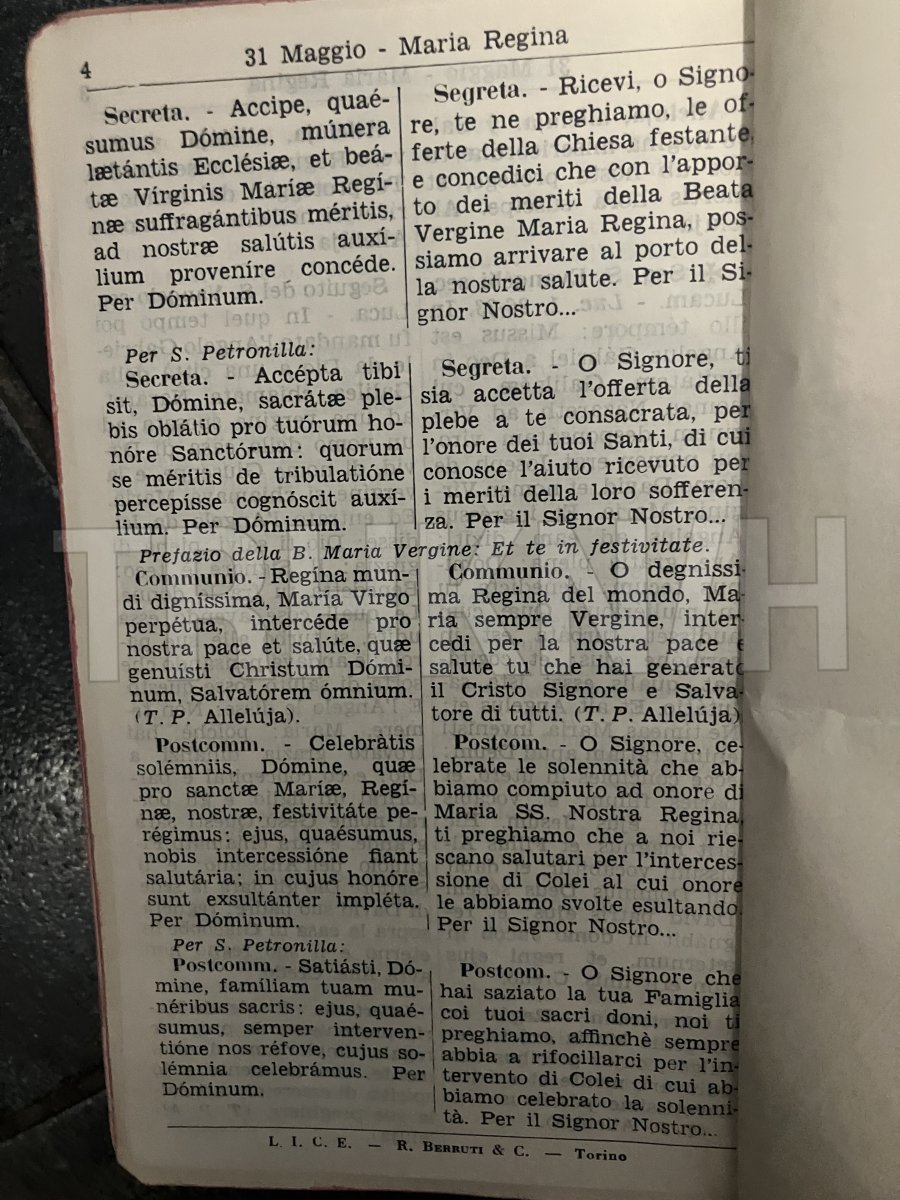 4
31 Maggio - Maria Regina
Secreta. - Accipe, quaé-
sumus Dómine, múnera
lætántis Ecclésiæ, et beá-
tæ Vírginis Maríæ Regí-
næ suffragántibus méritis,
ad nostræ salútis auxí-
lium proveníre concéde.
Per Dóminum.
Segreta. - Ricevi, o Signo-
re, te ne preghiamo, le of-
ferte della Chiesa festante,
e concedici che con l'appor-
to dei meriti della Beata
Vergine Maria Regina, pos-
siamo arrivare al porto del-
la nostra salute. Per il Si-
gnor Nostro...
Per S. Petronilla:
Secreta. - Accépta tibi
sit, Dómine, sacrátæ ple-
bis oblátio pro tuórum ho-
nóre Sanctórum: quorum
se méritis de tribulatióne
percepísse cognóscit auxí-
lium. Per Dóminum.
Segreta. - O Signore, ti
sia accetta l'offerta della
plebe a te consacrata, per
l'onore dei tuoi Santi, di cui
conosce l'aiuto ricevuto per
i meriti della loro sofferen-
za. Per il Signor Nostro...
Prefazio della B. Maria Vergine: Et te in festivitate.
Communio. - Regína mun-
di digníssima, María Virgo
perpétua, intercéde pro
nostra pace et salúte, quæ
genuísti Christum Dómi-
num, Salvatórem ómnium.
(T. P. Allelúja).
Communio. - O degnissi-
ma Regina del mondo, Ma-
ria sempre Vergine, inter-
cedi pèr la nostra pace e
salute tu che hai generato
il Cristo Signore e Salva-
tore di tutti. (T. P. Allelúja)
Postcomm. - Celebràtis
solémniis, Dómine, quæ
pro sanctæ Maríæ, Regí-
næ, nostræ, festivitáte pe-
régimus: ejus, quaésumus,
nobis intercessióne fiant
salutária; in cujus honóre
sunt exsultánter impléta.
Per Dóminum.
Postcom. - O Signore, ce-
lebrate le solennità che ab-
biamo compiuto ad onore di
Maria SS. Nostra Regina,
ti preghiamo che a noi rie-
scano salutari per l'interces-
sione di Colei al cui onore
le abbiamo svolte esultando.
Per il Signor Nostro...
Per S. Petronilla:
Postcomm. - Satiásti, Dó-
mine, famíliam tuam mu-
néribus sacris: ejus, quaé-
sumus, semper interven-
tióne nos réfove, cujus so-
lémnia celebrámus. Per
Dóminum.
Postcom. - O Signore che
hai saziato la tua Famiglia
coi tuoi sacri doni, noi ti
preghiamo, affinchè sempre
abbia a rifocillarci per l'in-
tervento di Colei di cui ab-
biamo celebrato la solenni-
tà. Per il Signor Nostro...
L. I. C. E. — R. Berruti & C. — Torino